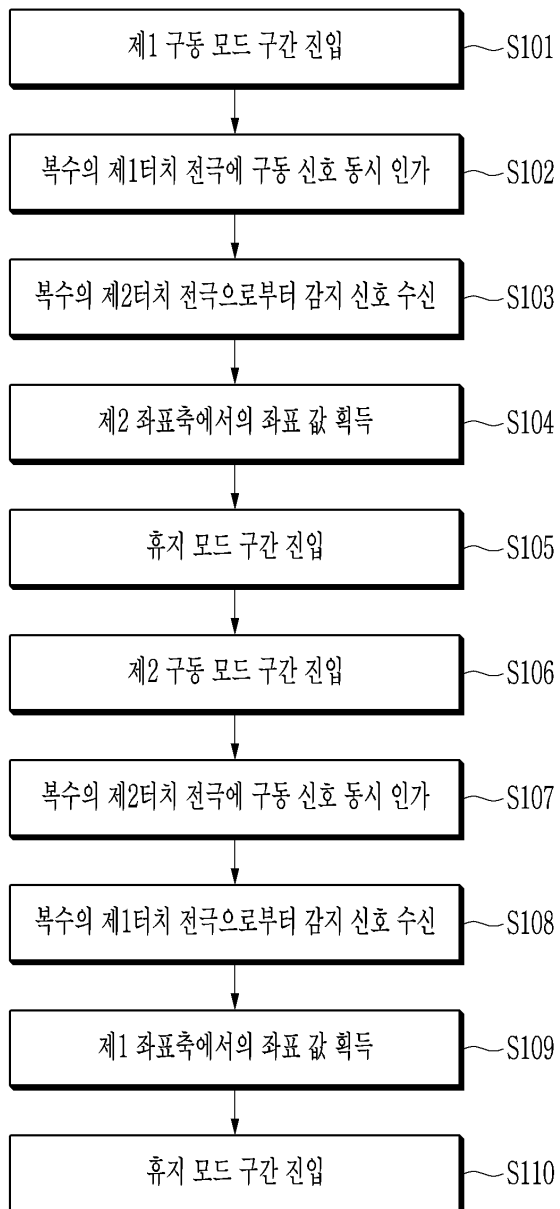 제1 구동 모드 구간 진입 S101
복수의 제1터치 전극에 구동 신호 동시 인가 S102
복수의 제2터치 전극으로부터 감지 신호 수신 S103
제2 좌표축에서의 좌표 값 획득 S104
휴지 모드 구간 진입 S105
제2 구동 모드 구간 진입 S106
복수의 제2터치 전극에 구동 신호 동시 인가 S107
복수의 제1터치 전극으로부터 감지 신호 수신 S108
제1 좌표축에서의 좌표 값 획득 S109
휴지 모드 구간 진입 S110